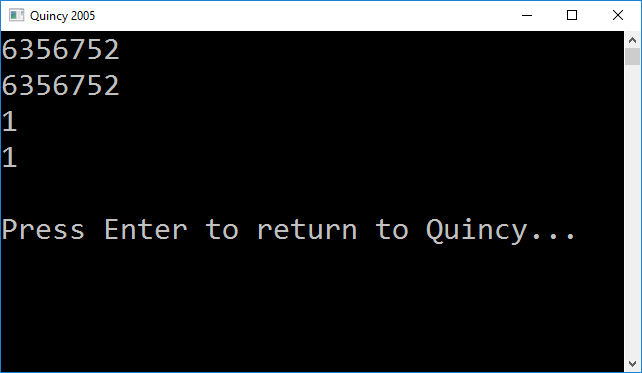 Quincy 2005
6356752
6356752
1
1
Press Enter to return to Quincy...